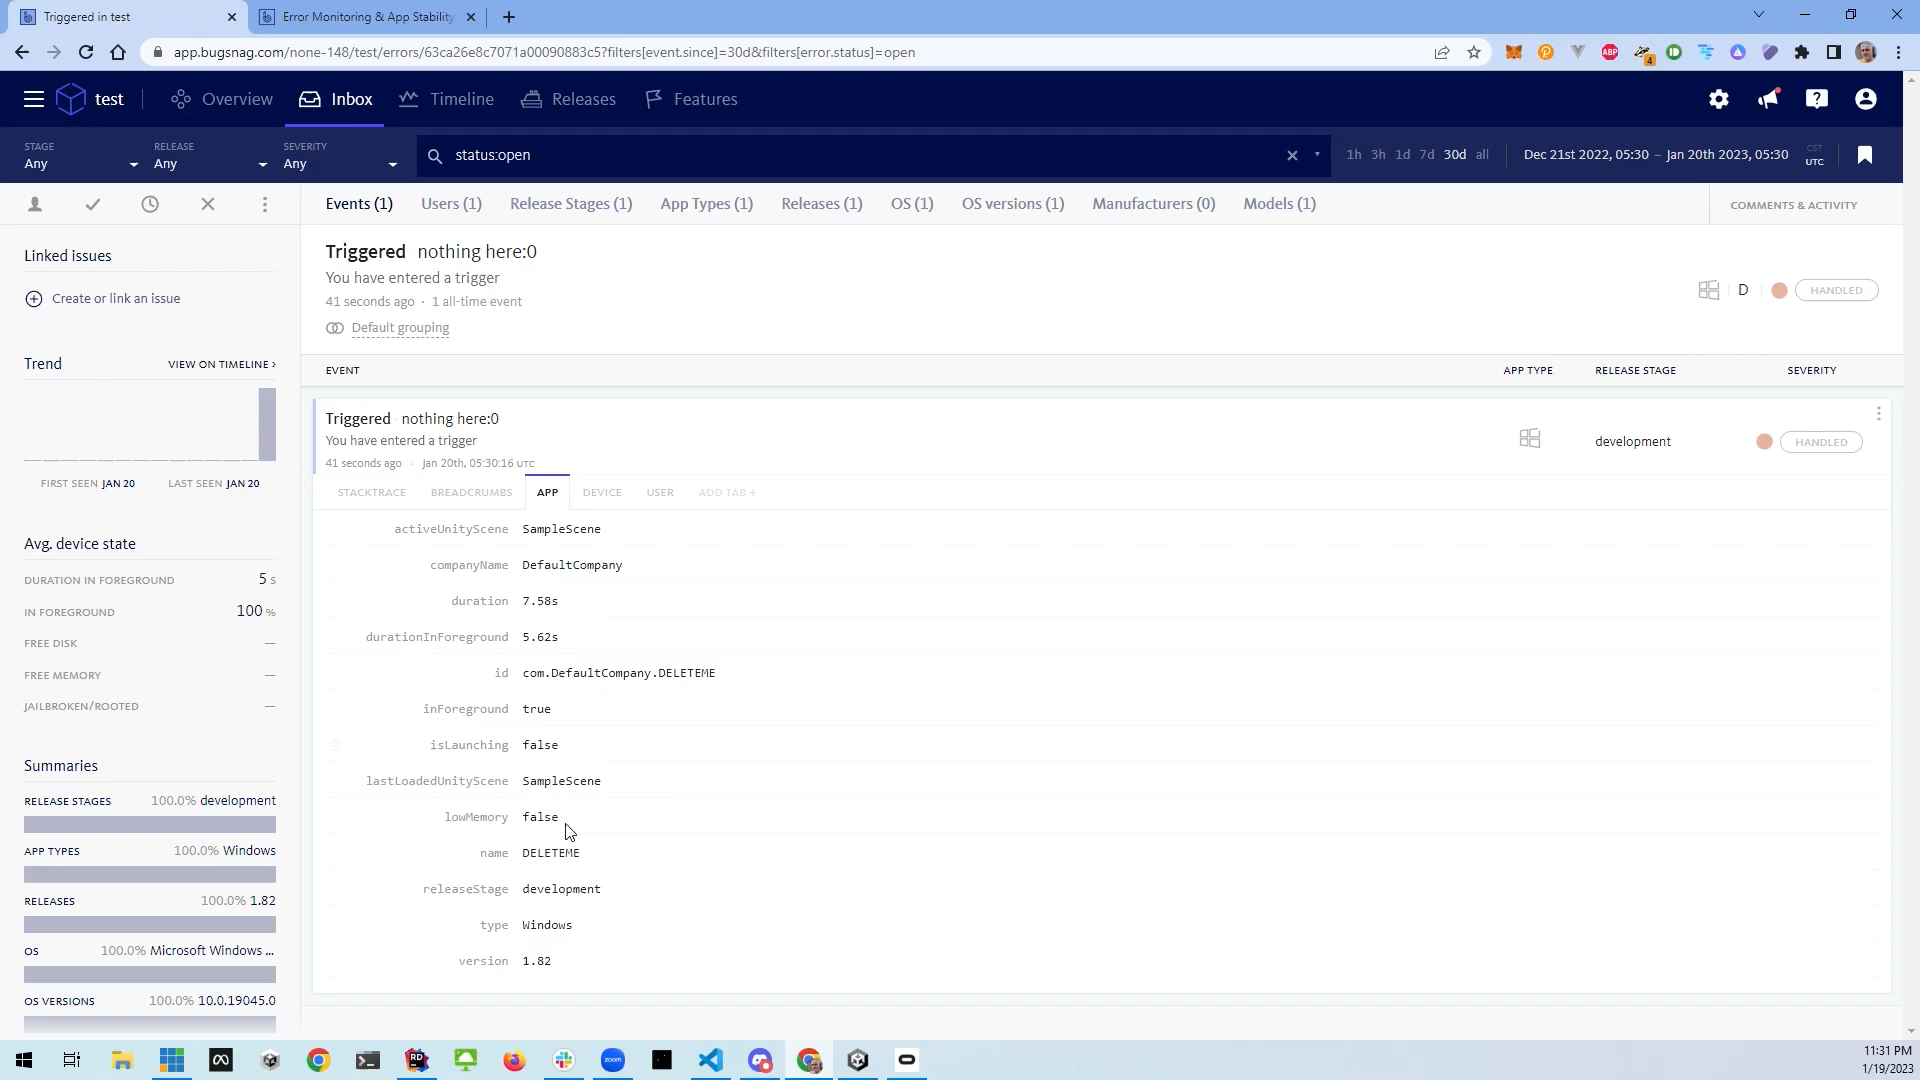 Triggered in test
Error Monitoring & App Stability
app.bugsnag.com/none-148/test/errors/63ca26e8c7071a00090883c5?filters[event.since]=30d&filters[error.status]=open
ABP
4
test
Overview
Inbox
Timeline
Releases
Features
STAGE
Any
RELEASE
Any
SEVERITY
Any
status:open
1h 3h 1d 7d 30d all
Dec 21st 2022, 05:30 – Jan 20th 2023, 05:30
CST
UTC
Events (1)
Users (1)
Release Stages (1)
App Types (1)
Releases (1)
OS (1)
OS versions (1)
Manufacturers (0)
Models (1)
COMMENTS & ACTIVITY
Linked issues
Create or link an issue
Triggered nothing here:0
You have entered a trigger
41 seconds ago · 1 all-time event
Default grouping
D
HANDLED
Trend
VIEW ON TIMELINE ›
FIRST SEEN JAN 20
LAST SEEN JAN 20
EVENT
APP TYPE
RELEASE STAGE
SEVERITY
Triggered nothing here:0
You have entered a trigger
41 seconds ago · Jan 20th, 05:30:16 UTC
development
HANDLED
STACKTRACE
BREADCRUMBS
APP
DEVICE
USER
ADD TAB +
activeUnityScene SampleScene
companyName DefaultCompany
duration 7.58s
durationInForeground 5.62s
id com.DefaultCompany.DELETEME
inForeground true
isLaunching false
lastLoadedUnityScene SampleScene
lowMemory false
name DELETEME
releaseStage development
type Windows
version 1.82
Avg. device state
DURATION IN FOREGROUND 5 s
IN FOREGROUND 100 %
FREE DISK —
FREE MEMORY —
JAILBROKEN/ROOTED —
Summaries
RELEASE STAGES 100.0% development
APP TYPES 100.0% Windows
RELEASES 100.0% 1.82
OS 100.0% Microsoft Windows ...
OS VERSIONS 100.0% 10.0.19045.0
RD
zoom
11:31 PM
1/19/2023